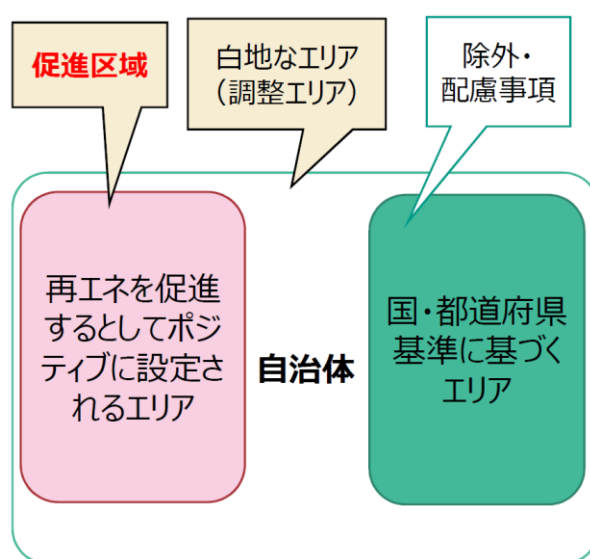 促進区域
白地なエリア
（調整エリア）
除外・
配慮事項
再エネを促進
するとしてポジ
ティブに設定さ
れるエリア
自治体
国・都道府県
基準に基づく
エリア